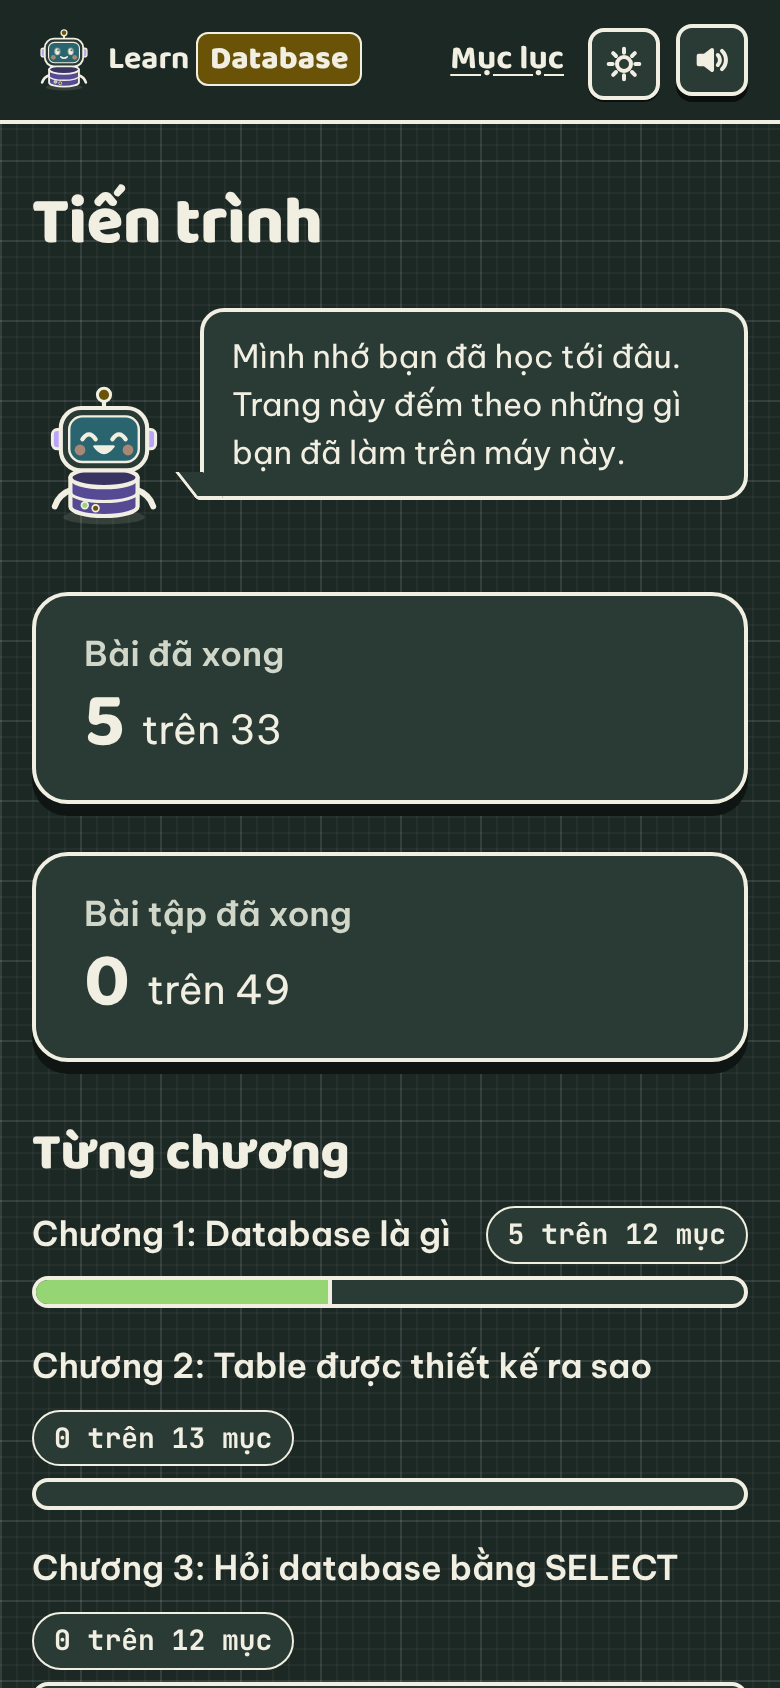 Learn Database
Mục lục
Tiến trình
Mình nhớ bạn đã học tới đâu.
Trang này đếm theo những gì
bạn đã làm trên máy này.
Bài đã xong
5 trên 33
Bài tập đã xong
0 trên 49
Từng chương
Chương 1: Database là gì
5 trên 12 mục
Chương 2: Table được thiết kế ra sao
0 trên 13 mục
Chương 3: Hỏi database bằng SELECT
0 trên 12 mục